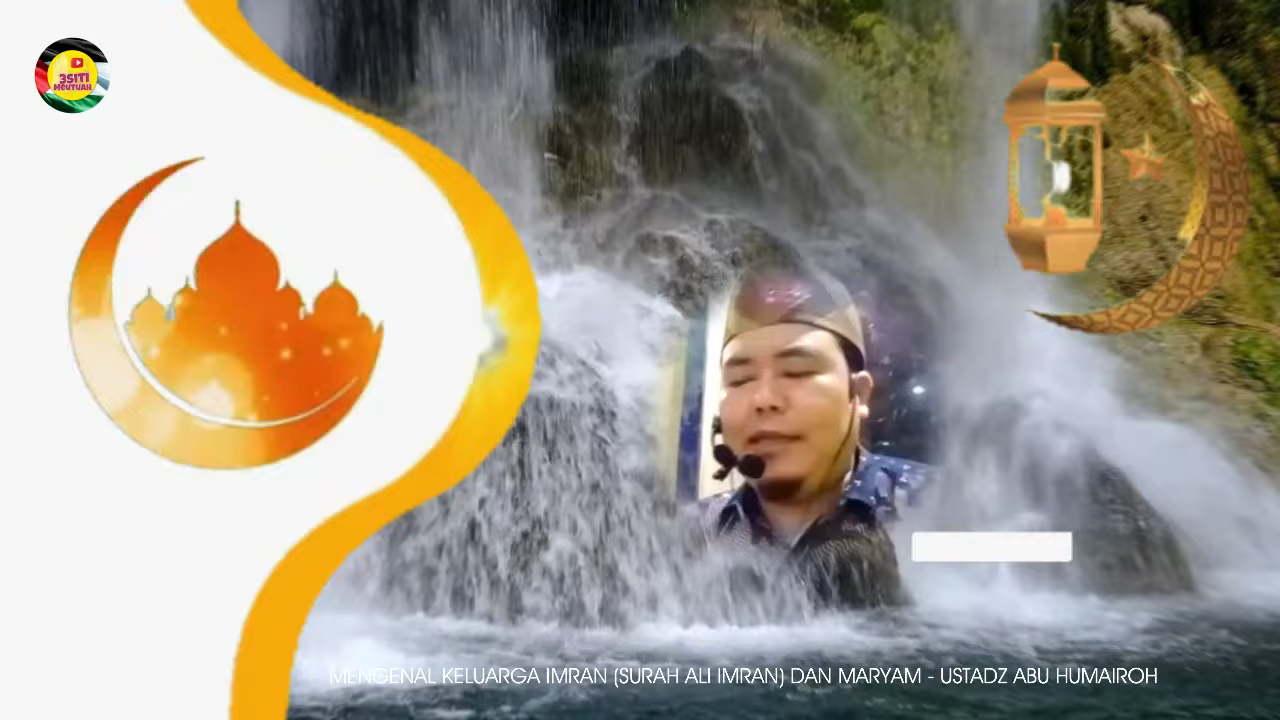 3SITI
MEUTUAH
MENGENAL KELUARGA IMRAN (SURAH ALI IMRAN) DAN MARYAM - USTADZ ABU HUMAIROH